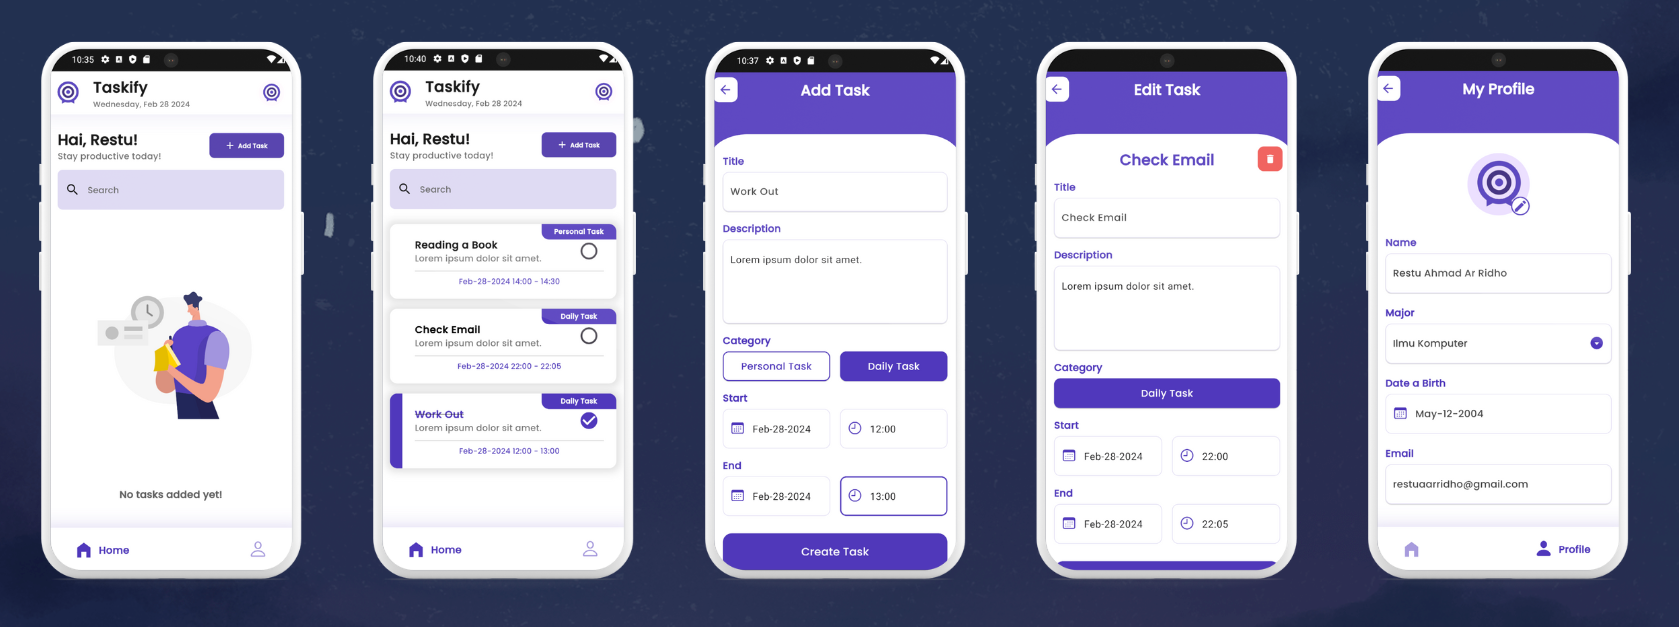 10:35
Taskify
Wednesday, Feb 28 2024
Hai, Restu!
Stay productive today!
+ Add Task
Search
No tasks added yet!
Home
10:40
Taskify
Wednesday, Feb 28 2024
Hai, Restu!
Stay productive today!
+ Add Task
Search
Personal Task
Reading a Book
Lorem ipsum dolor sit amet.
Feb-28-2024 14:00 - 14:30
Daily Task
Check Email
Lorem ipsum dolor sit amet.
Feb-28-2024 22:00 - 22:05
Daily Task
Work Out
Lorem ipsum dolor sit amet.
Feb-28-2024 12:00 - 13:00
Home
10:37
Add Task
Title
Work Out
Description
Lorem ipsum dolor sit amet.
Category
Personal Task Daily Task
Start
Feb-28-2024 12:00
End
Feb-28-2024 13:00
Create Task
Edit Task
Check Email
Title
Check Email
Description
Lorem ipsum dolor sit amet.
Category
Daily Task
Start
Feb-28-2024 22:00
End
Feb-28-2024 22:05
My Profile
Name
Restu Ahmad Ar Ridho
Major
Ilmu Komputer
Date a Birth
May-12-2004
Email
restuaarridho@gmail.com
Profile